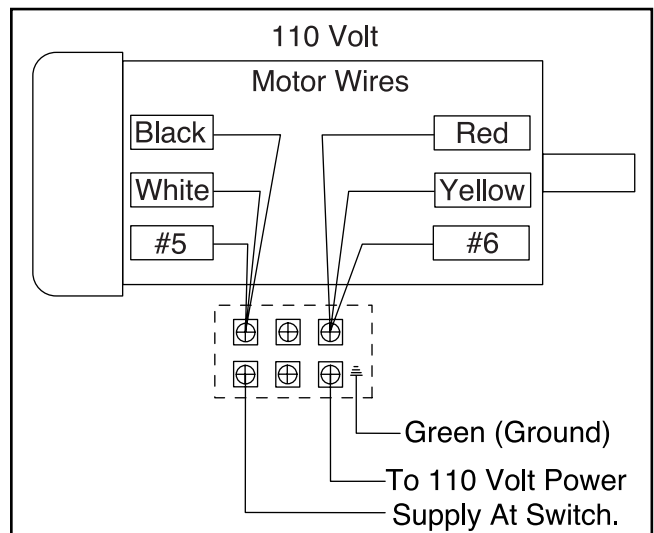 110 Volt
Motor Wires
Black
Red
White
Yellow
#5
#6
Green (Ground)
To 110 Volt Power
Supply At Switch.